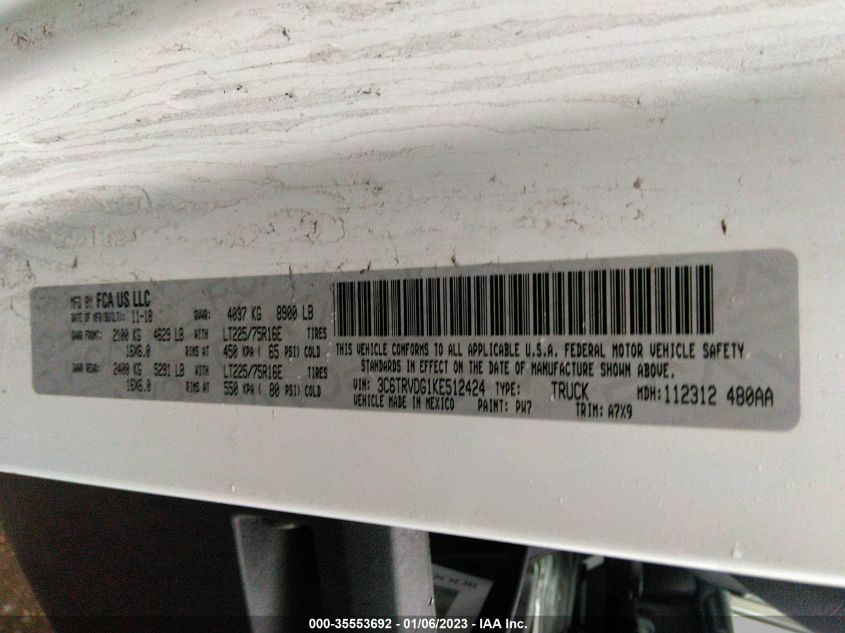 MFG BY FCA US LLC
DATE OF MFR(BUILT): 11-18 GVWR: 4037 KG 8900 LB
GAWR FRONT: 2100 KG 4629 LB WITH LT225/75R16E TIRES
16X6.0 RIMS AT 450 KPA ( 65 PSI) COLD
GAWR REAR: 2400 KG 5291 LB WITH LT225/75R16E TIRES
16X6.0 RIMS AT 550 KPA ( 80 PSI) COLD
THIS VEHICLE CONFORMS TO ALL APPLICABLE U.S.A. FEDERAL MOTOR VEHICLE SAFETY
STANDARDS IN EFFECT ON THE DATE OF MANUFACTURE SHOWN ABOVE.
VIN: 3C6TRVDG1KE512424 TYPE: TRUCK MDH: 112312 480AA
VEHICLE MADE IN MEXICO PAINT: PW7 TRIM: A7X9
000-35553692 - 01/06/2023 - IAA Inc.